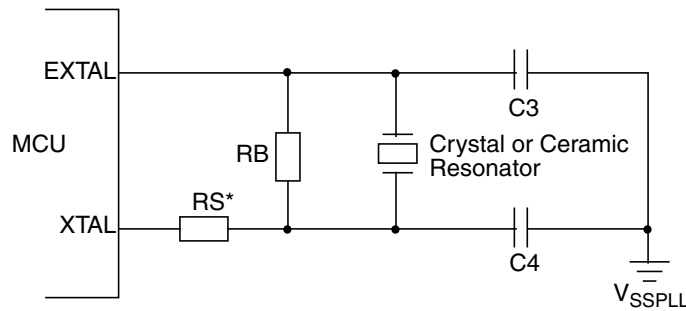 EXTAL
C3
MCU
RB
Crystal or Ceramic
Resonator
RS*
XTAL
C4
VSSPLL